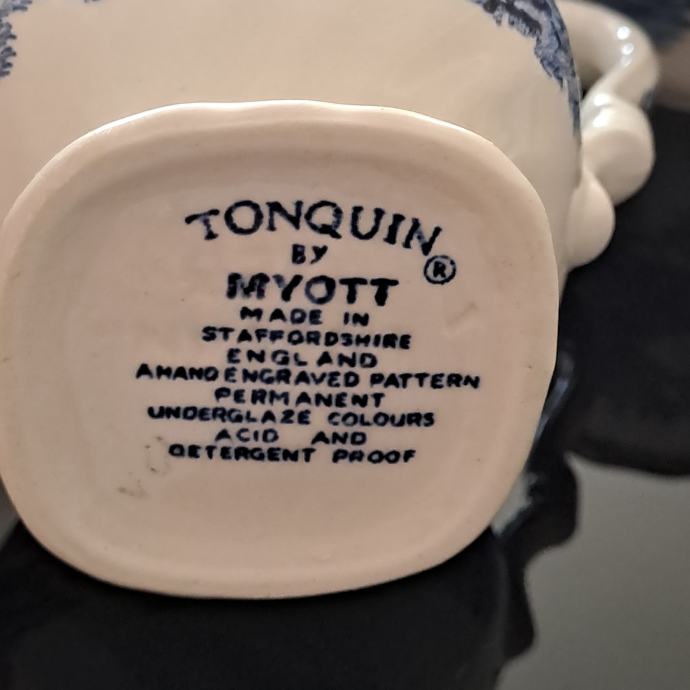 TONQUIN ®
BY
MYOTT
MADE IN
STAFFORDSHIRE
ENGLAND
A HAND ENGRAVED PATTERN
PERMANENT
UNDERGLAZE COLOURS
ACID AND
DETERGENT PROOF